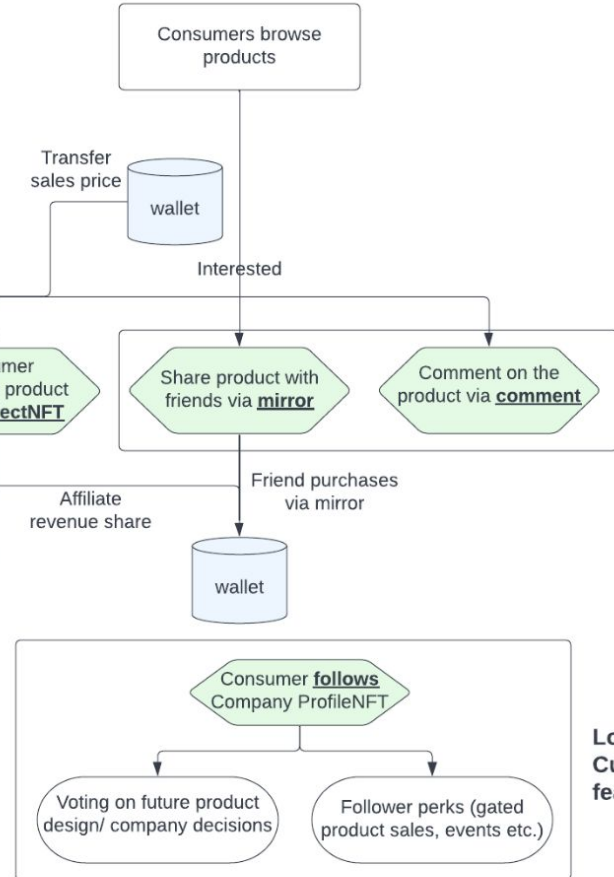 Consumers browse
products
Transfer
sales price
wallet
Interested
product
Share product with
friends via mirror
Comment on the
product via comment
Friend purchases
via mirror
Affiliate
revenue share
wallet
Consumer follows
Company ProfileNFT
Voting on future product
design/ company decisions
Follower perks (gated
product sales, events etc.)